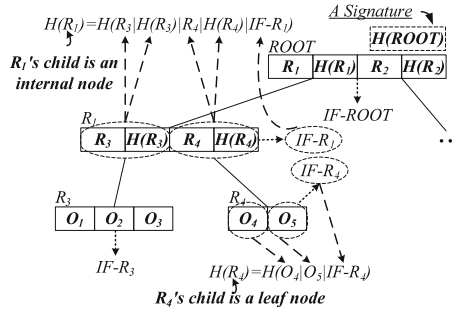 A Signature
H(R1)=H(R3|H(R3)|R4|H(R4)|IF-R1)
H(ROOT)
ROOT
R1 H(R1) R2 H(R2)
R1's child is an
internal node
IF-ROOT
R1
R3 H(R3) R4 H(R4)
IF-R1
..
IF-R4
R3
R4
O1 O2 O3
O4 O5
IF-R3
H(R4)=H(O4|O5|IF-R4)
R4's child is a leaf node